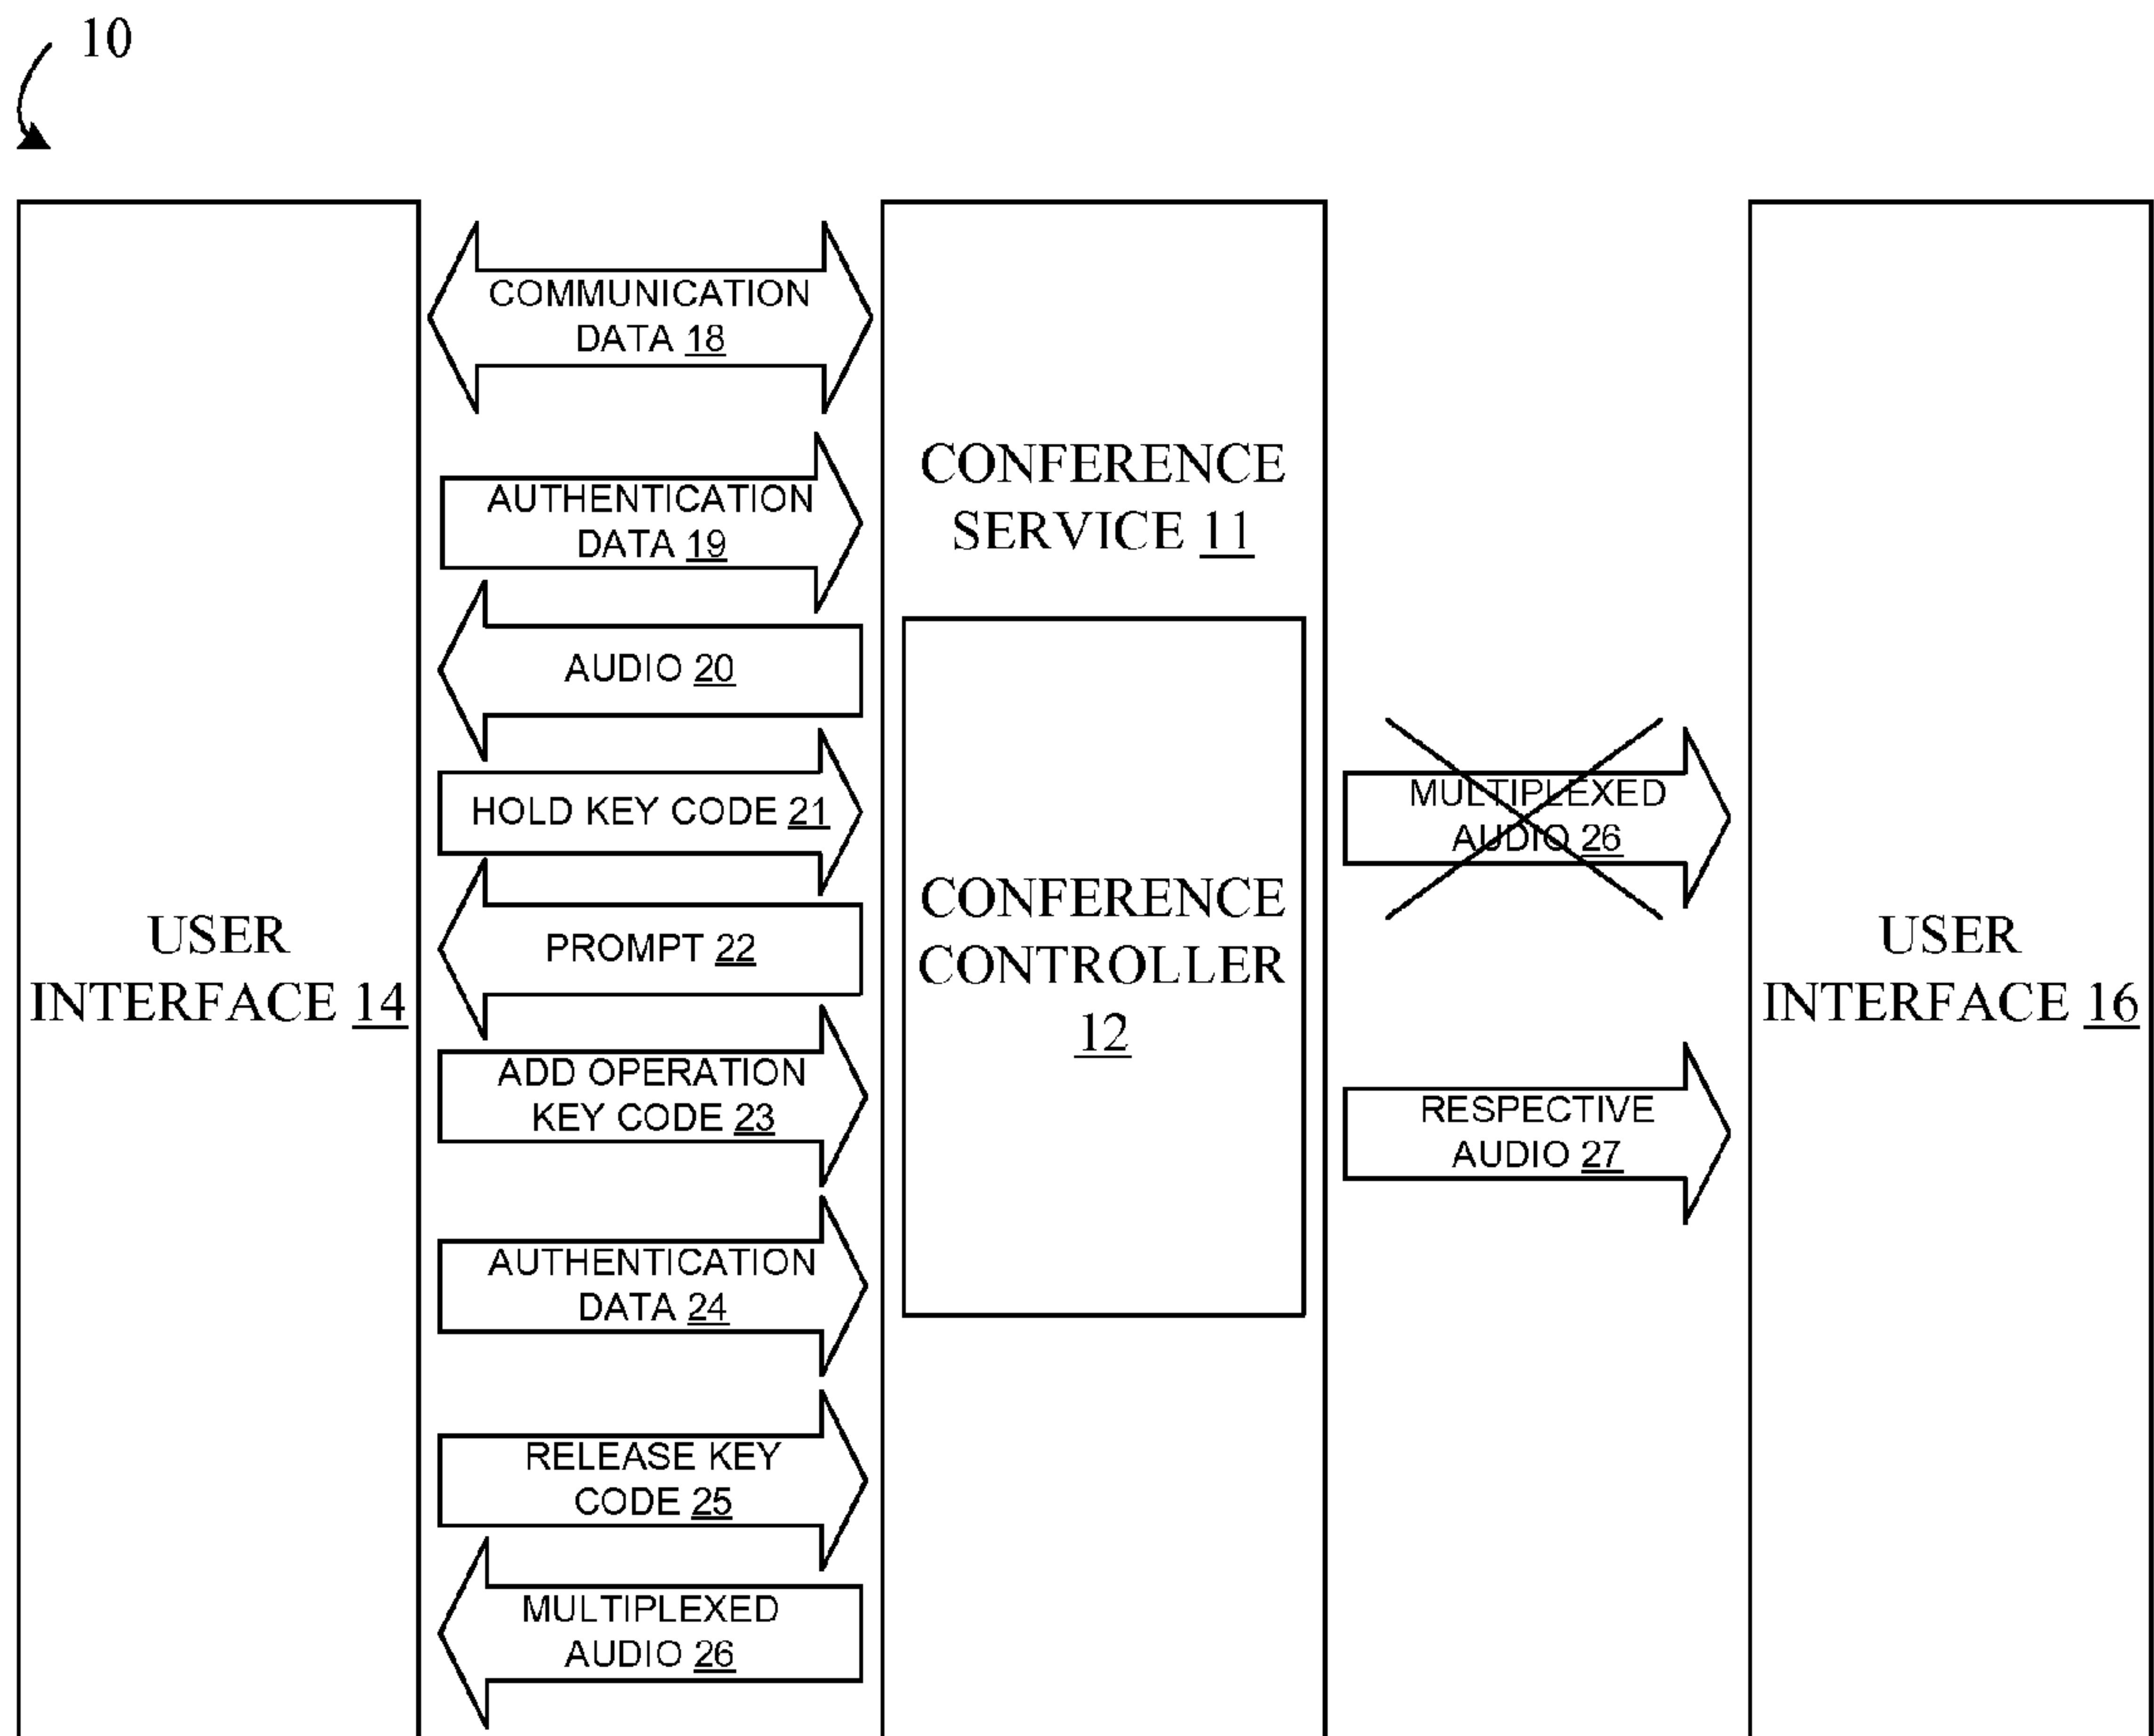 10
COMMUNICATION
DATA 18
AUTHENTICATION
DATA 19
AUDIO 20
HOLD KEY CODE 21
PROMPT 22
ADD OPERATION
KEY CODE 23
AUTHENTICATION
DATA 24
RELEASE KEY
CODE 25
MULTIPLEXED
AUDIO 26
USER
INTERFACE 14
CONFERENCE
SERVICE 11
CONFERENCE
CONTROLLER
12
MULTIPLEXED
AUDIO 26
RESPECTIVE
AUDIO 27
USER
INTERFACE 16